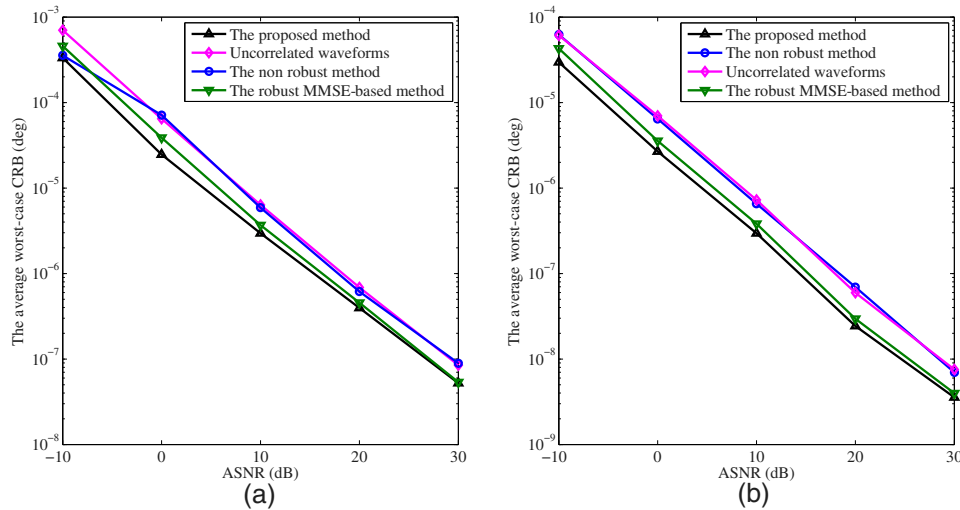 10^−3
10^−4
10^−5
10^−6
10^−7
10^−8
The average worst-case CRB (deg)
The proposed method
Uncorrelated waveforms
The non robust method
The robust MMSE-based method
−10 0 10 20 30
ASNR (dB)
(a)
10^−4
10^−5
10^−6
10^−7
10^−8
10^−9
The average worst-case CRB (deg)
The proposed method
The non robust method
Uncorrelated waveforms
The robust MMSE-based method
−10 0 10 20 30
ASNR (dB)
(b)